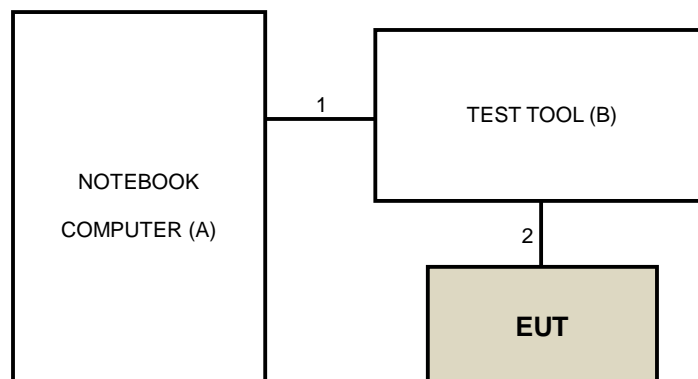 NOTEBOOK
COMPUTER (A)
1
TEST TOOL (B)
2
EUT